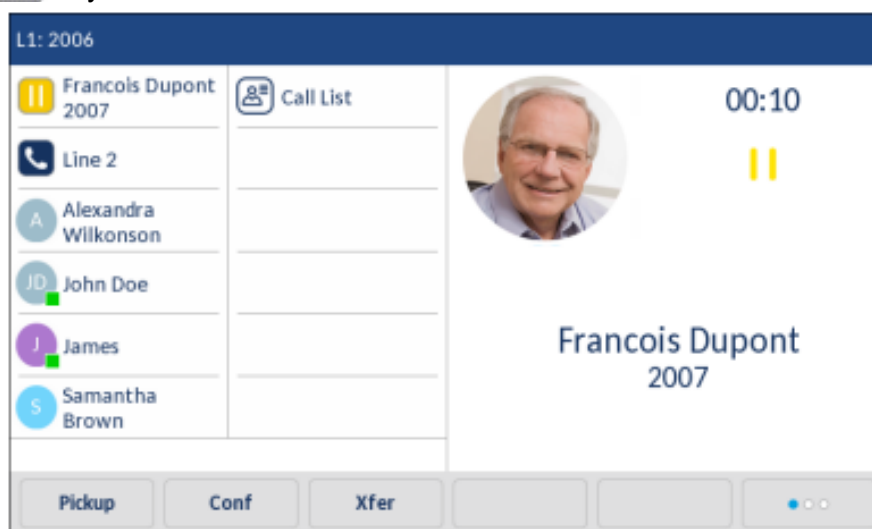 L1: 2006
Francois Dupont
2007
Line 2
Alexandra
Wilkonson
John Doe
James
Samantha
Brown
Call List
00:10
Francois Dupont
2007
A
JD
J
S
Pickup
Conf
Xfer